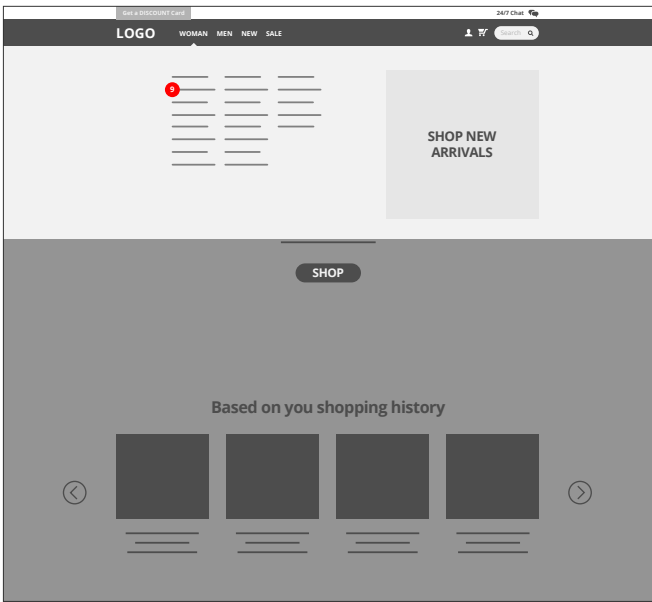 Get a DISCOUNT Card
24/7 Chat
LOGO WOMAN MEN NEW SALE Search
9
SHOP NEW
ARRIVALS
SHOP
Based on you shopping history